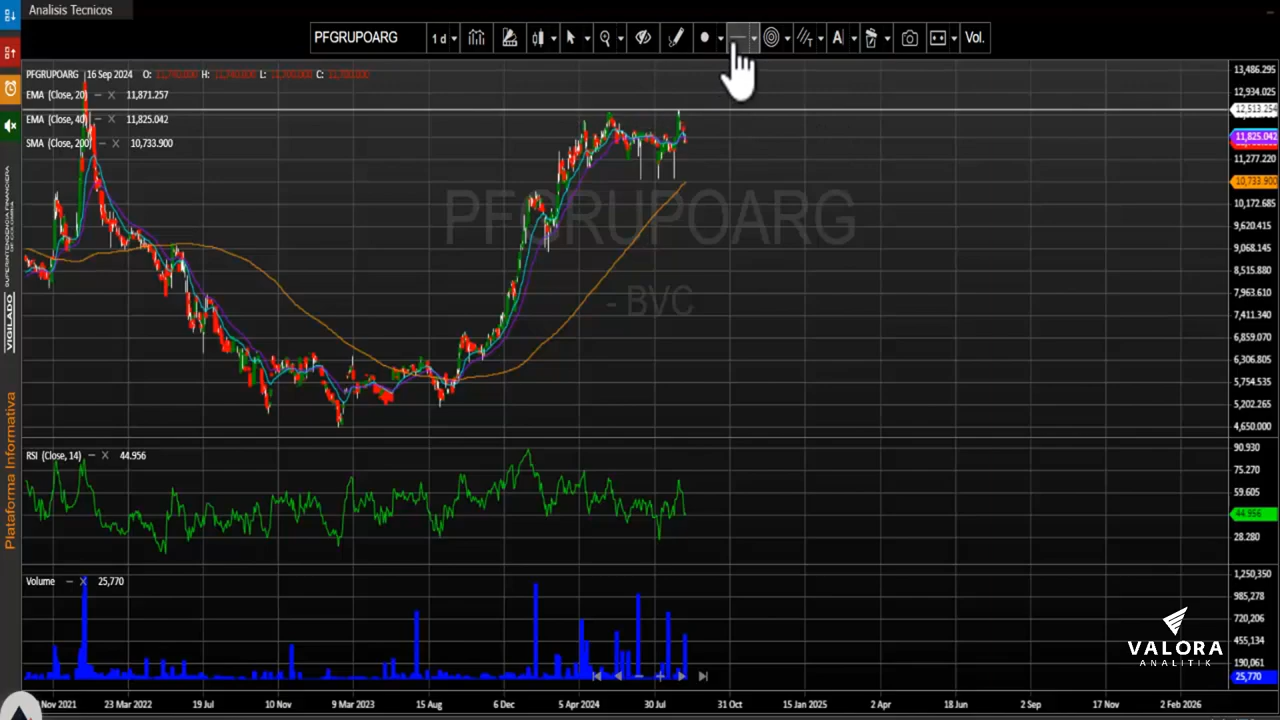 Analisis Tecnicos
PFGRUPOARG 1 d Vol.
PFGRUPOARG 16 Sep 2024 O: H: L: C:
EMA (Close, 20) – X 11,871.257
EMA (Close, 40) – X 11,825.042
SMA (Close, 200) – X 10,733.900
PFGRUPOARG
- BVC
13,486.295
12,934.025
12,513.254
11,825.042
11,277.220
10,733.900
10,172.685
9,620.415
9,068.145
8,515.880
7,963.610
7,411.340
6,859.070
6,306.805
5,754.535
5,202.265
4,650.000
RSI (Close, 14) – X 44.956
90.930
75.270
59.605
44.956
28.280
Volume – X 25,770
1,250,350
985,278
720,206
455,134
190,061
25,770
VALORA
ANALITIK
Nov 2021 23 Mar 2022 19 Jul 10 Nov 9 Mar 2023 15 Aug 6 Dec 5 Apr 2024 30 Jul 31 Oct 15 Jan 2025 2 Apr 18 Jun 2 Sep 17 Nov 2 Feb 2026
VIGILADO
Plataforma Informativa